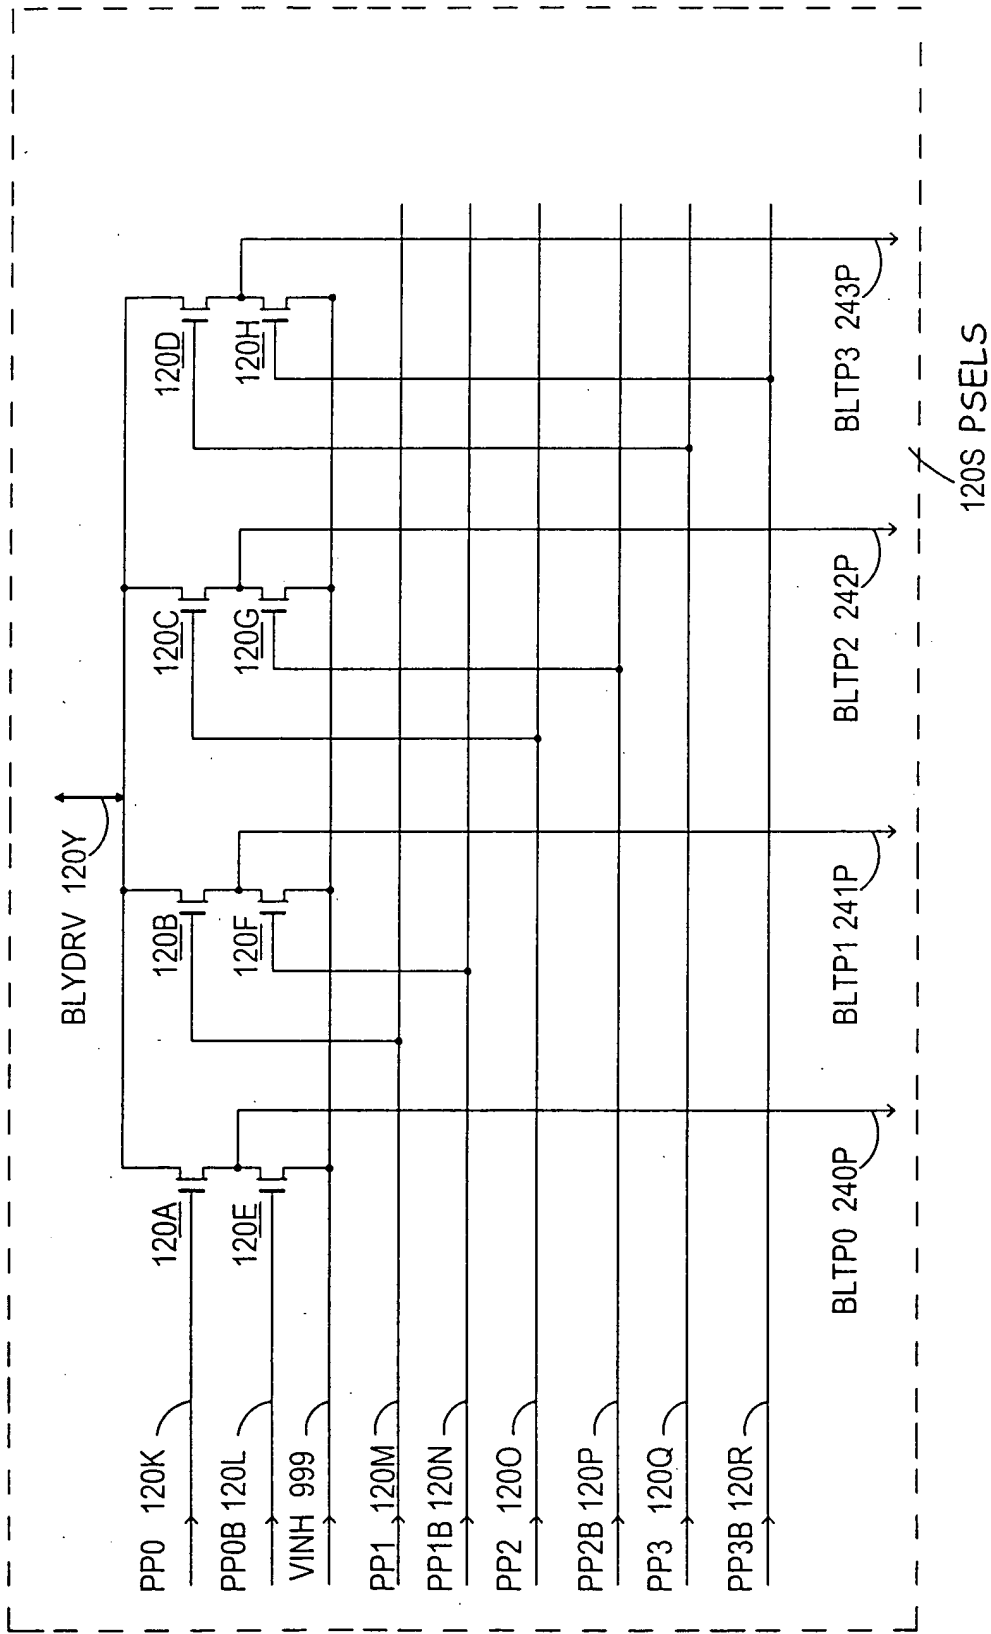 BLYDRV 120Y
120A
120B
120C
120D
120E
120F
120G
120H
PP0 120K
PP0B 120L
VINH 999
PP1 120M
PP1B 120N
PP2 120O
PP2B 120P
PP3 120Q
PP3B 120R
BLTP0 240P
BLTP1 241P
BLTP2 242P
BLTP3 243P
120S PSELS